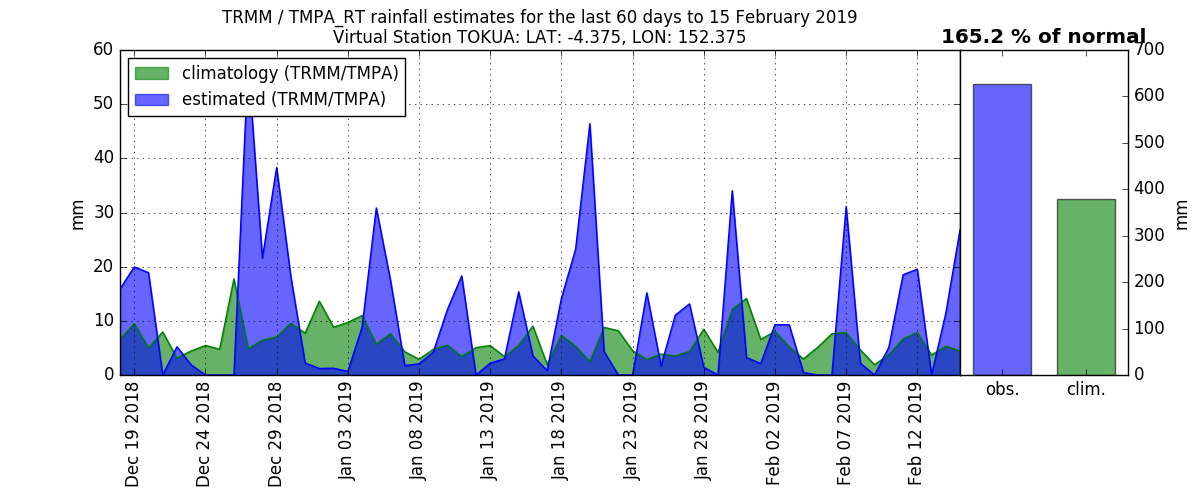 TRMM / TMPA_RT rainfall estimates for the last 60 days to 15 February 2019
Virtual Station TOKUA: LAT: -4.375, LON: 152.375
165.2 % of normal
climatology (TRMM/TMPA)
estimated (TRMM/TMPA)
mm
60
50
40
30
20
10
0
Dec 19 2018
Dec 24 2018
Dec 29 2018
Jan 03 2019
Jan 08 2019
Jan 13 2019
Jan 18 2019
Jan 23 2019
Jan 28 2019
Feb 02 2019
Feb 07 2019
Feb 12 2019
obs.
clim.
700
600
500
400
300
200
100
0
mm